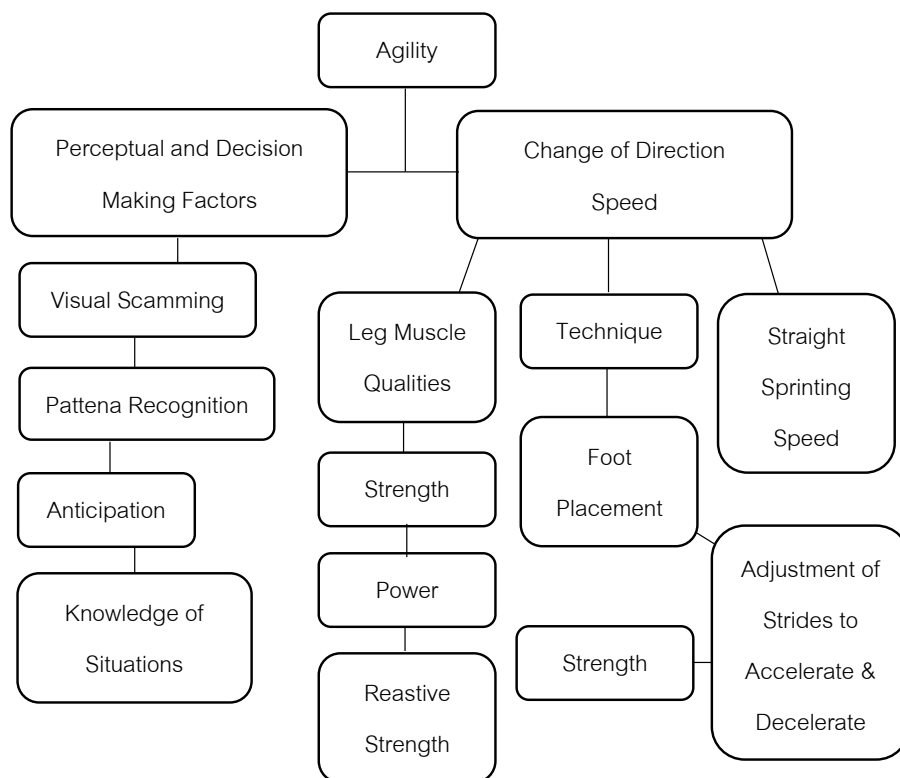 Agility
Perceptual and Decision
Making Factors
Change of Direction
Speed
Visual Scamming
Pattena Recognition
Anticipation
Knowledge of
Situations
Leg Muscle
Qualities
Strength
Power
Reastive
Strength
Technique
Foot
Placement
Adjustment of
Strides to
Accelerate &
Decelerate
Strength
Straight
Sprinting
Speed